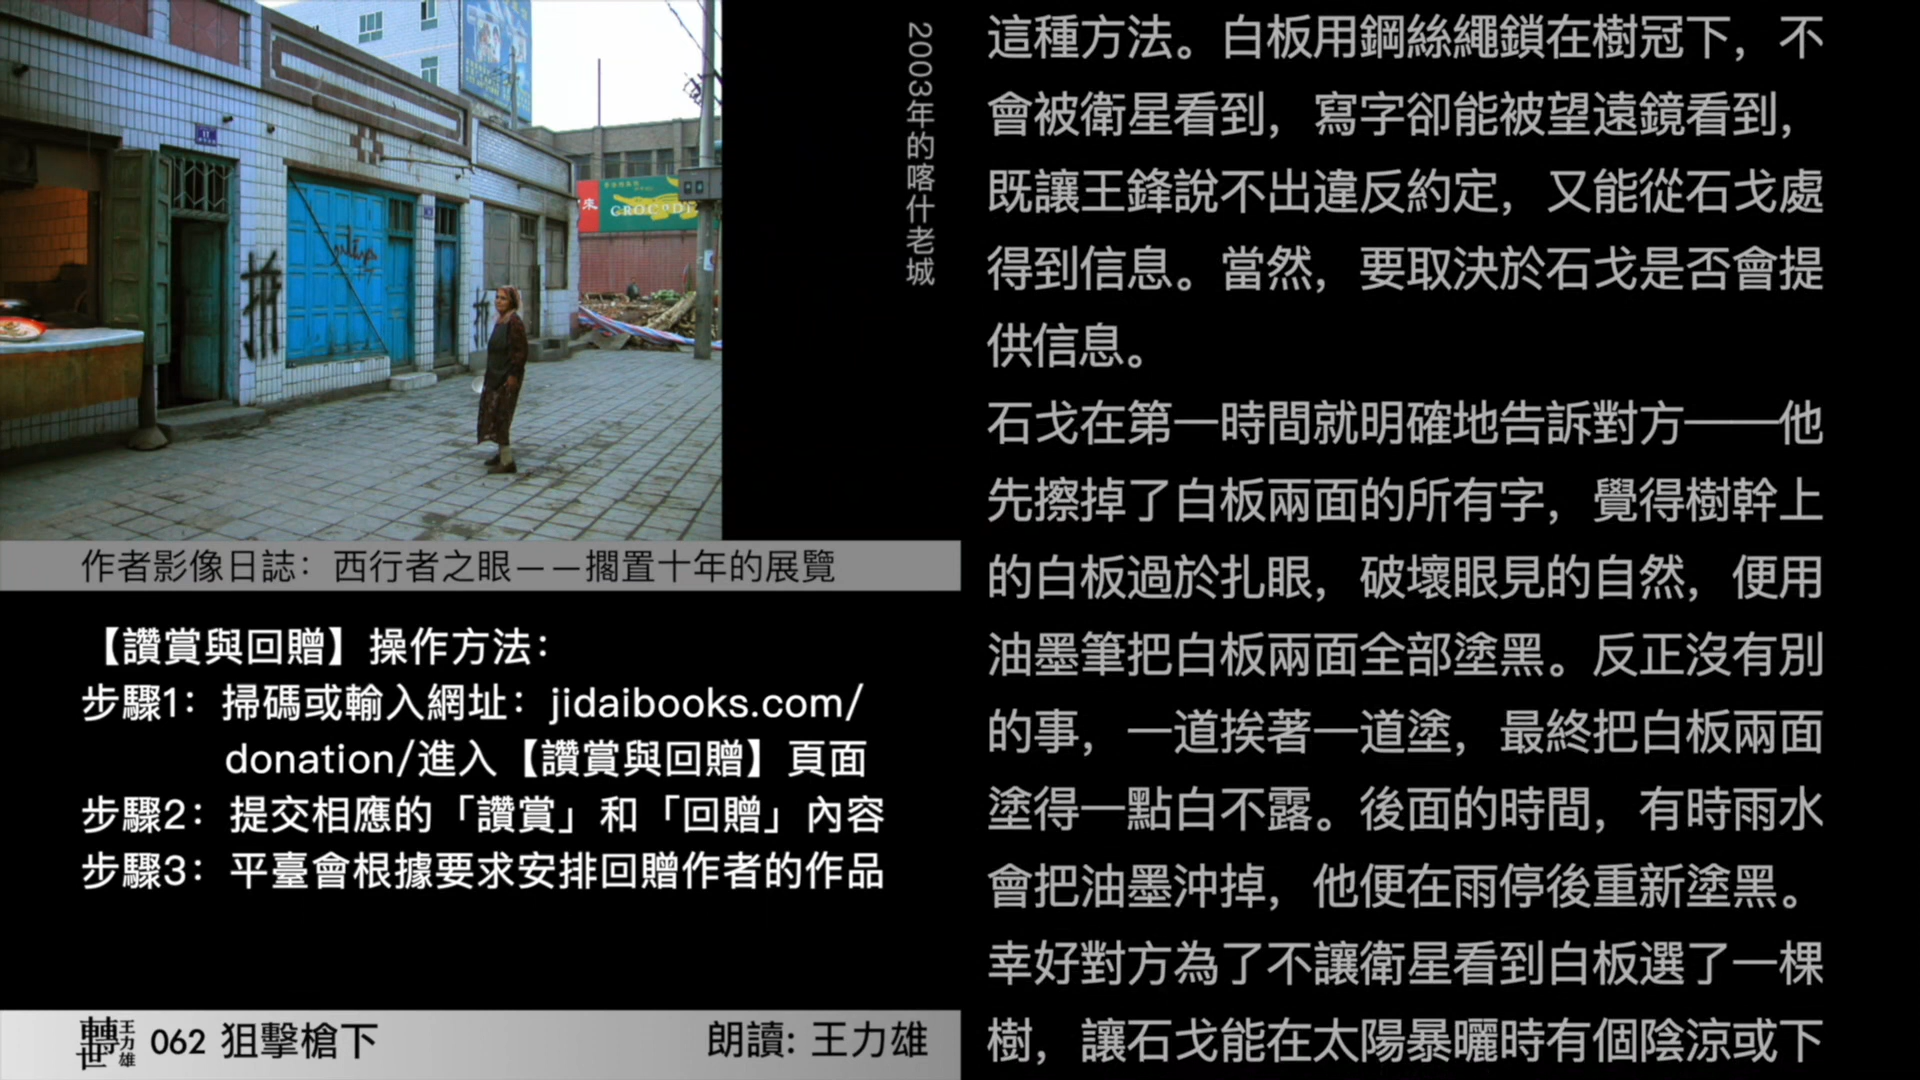 拆
來
CROCODI
2003年的喀什老城
作者影像日誌：西行者之眼——擱置十年的展覽
【讚賞與回贈】操作方法：
步驟1：掃碼或輸入網址：jidaibooks.com/
donation/進入【讚賞與回贈】頁面
步驟2：提交相應的「讚賞」和「回贈」內容
步驟3：平臺會根據要求安排回贈作者的作品
轉世
王力雄
062 狙擊槍下
朗讀: 王力雄
這種方法。白板用鋼絲繩鎖在樹冠下，不
會被衛星看到，寫字卻能被望遠鏡看到，
既讓王鋒說不出違反約定，又能從石戈處
得到信息。當然，要取決於石戈是否會提
供信息。
石戈在第一時間就明確地告訴對方——他
先擦掉了白板兩面的所有字，覺得樹幹上
的白板過於扎眼，破壞眼見的自然，便用
油墨筆把白板兩面全部塗黑。反正沒有別
的事，一道挨著一道塗，最終把白板兩面
塗得一點白不露。後面的時間，有時雨水
會把油墨沖掉，他便在雨停後重新塗黑。
幸好對方為了不讓衛星看到白板選了一棵
樹，讓石戈能在太陽暴曬時有個陰涼或下